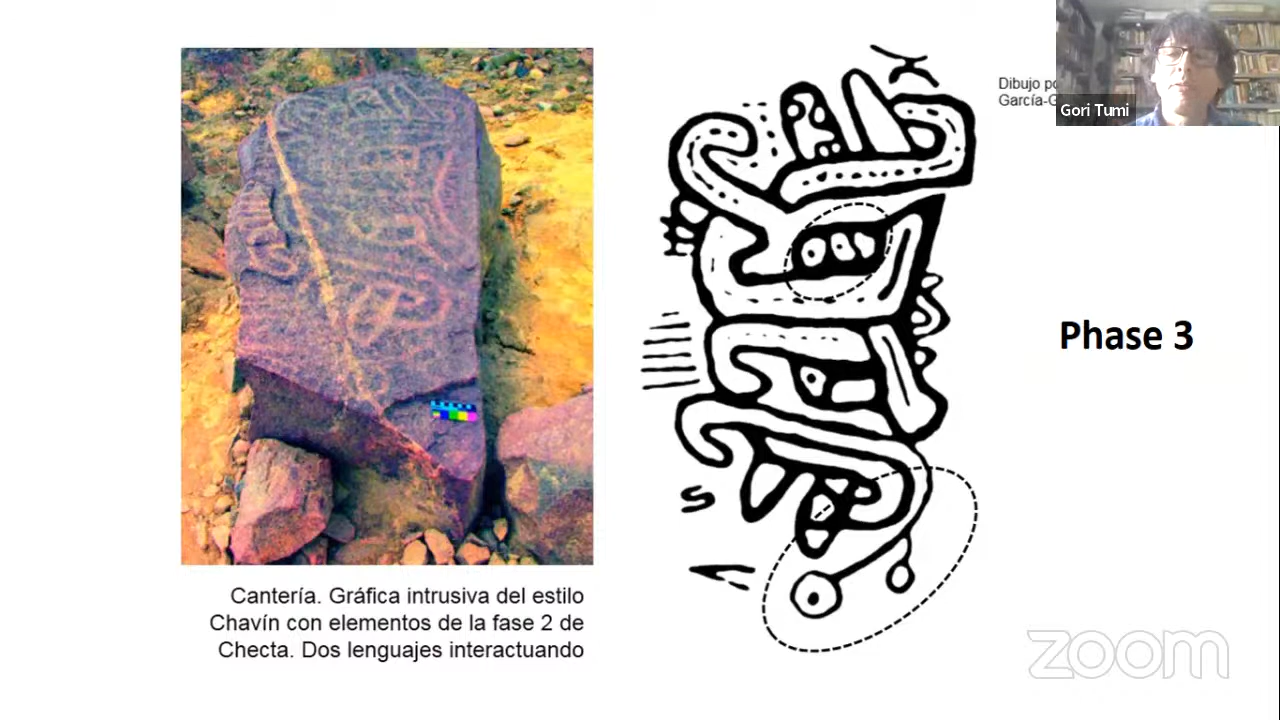 Dibujo
García-G
Gori Tumi
Phase 3
Cantería. Gráfica intrusiva del estilo
Chavín con elementos de la fase 2 de
Checta. Dos lenguajes interactuando
zoom